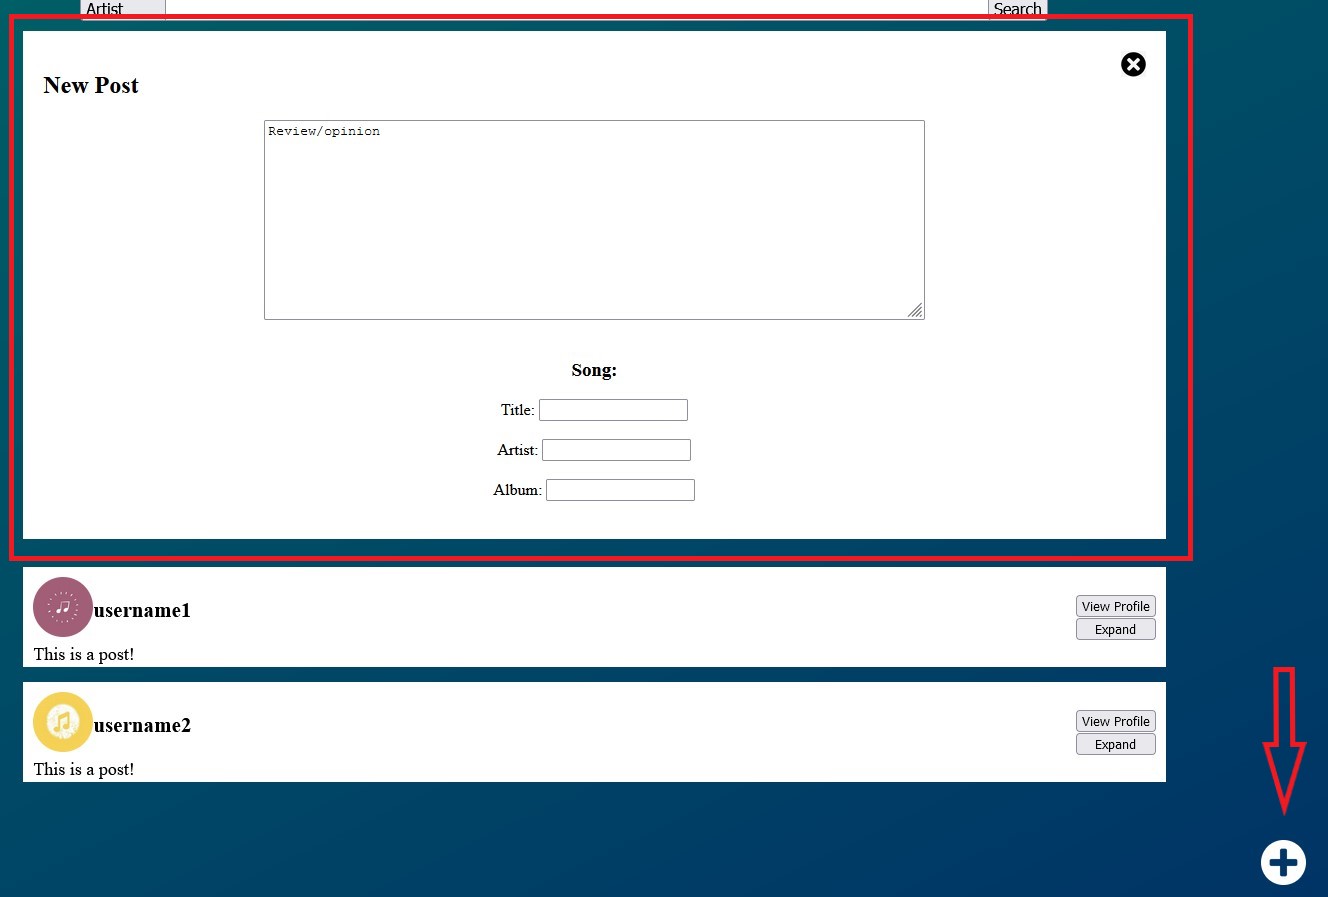 Artist Search
New Post
Review/opinion
Song:
Title:
Artist:
Album:
username1
View Profile
Expand
This is a post!
username2
View Profile
Expand
This is a post!